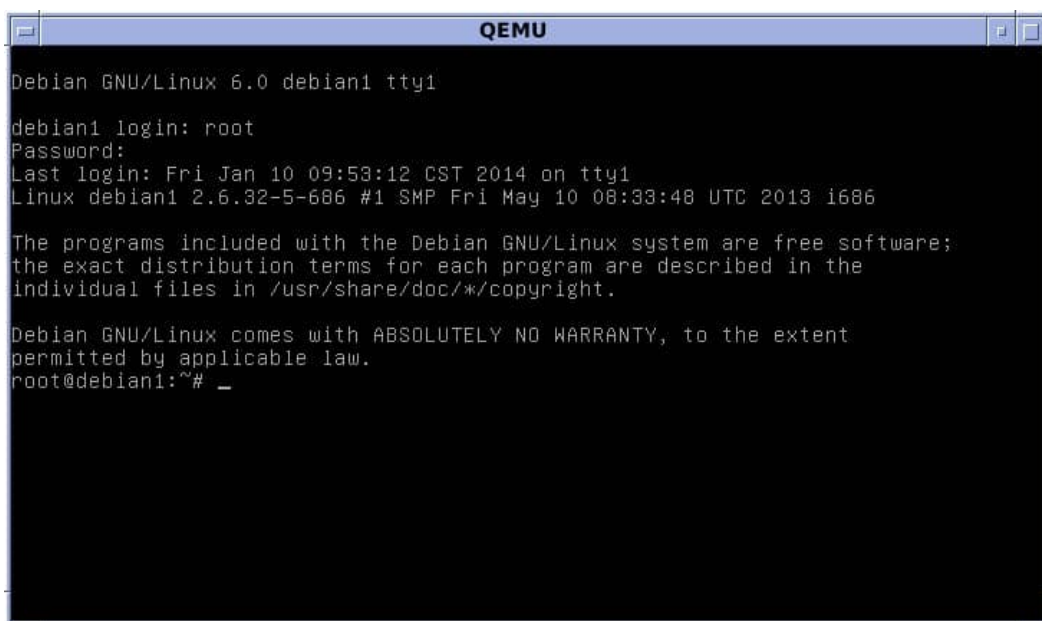 QEMU
Debian GNU/Linux 6.0 debian1 tty1
debian1 login: root
Password:
Last login: Fri Jan 10 09:53:12 CST 2014 on tty1
Linux debian1 2.6.32-5-686 #1 SMP Fri May 10 08:33:48 UTC 2013 i686
The programs included with the Debian GNU/Linux system are free software;
the exact distribution terms for each program are described in the
individual files in /usr/share/doc/*/copyright.
Debian GNU/Linux comes with ABSOLUTELY NO WARRANTY, to the extent
permitted by applicable law.
root@debian1:~# _